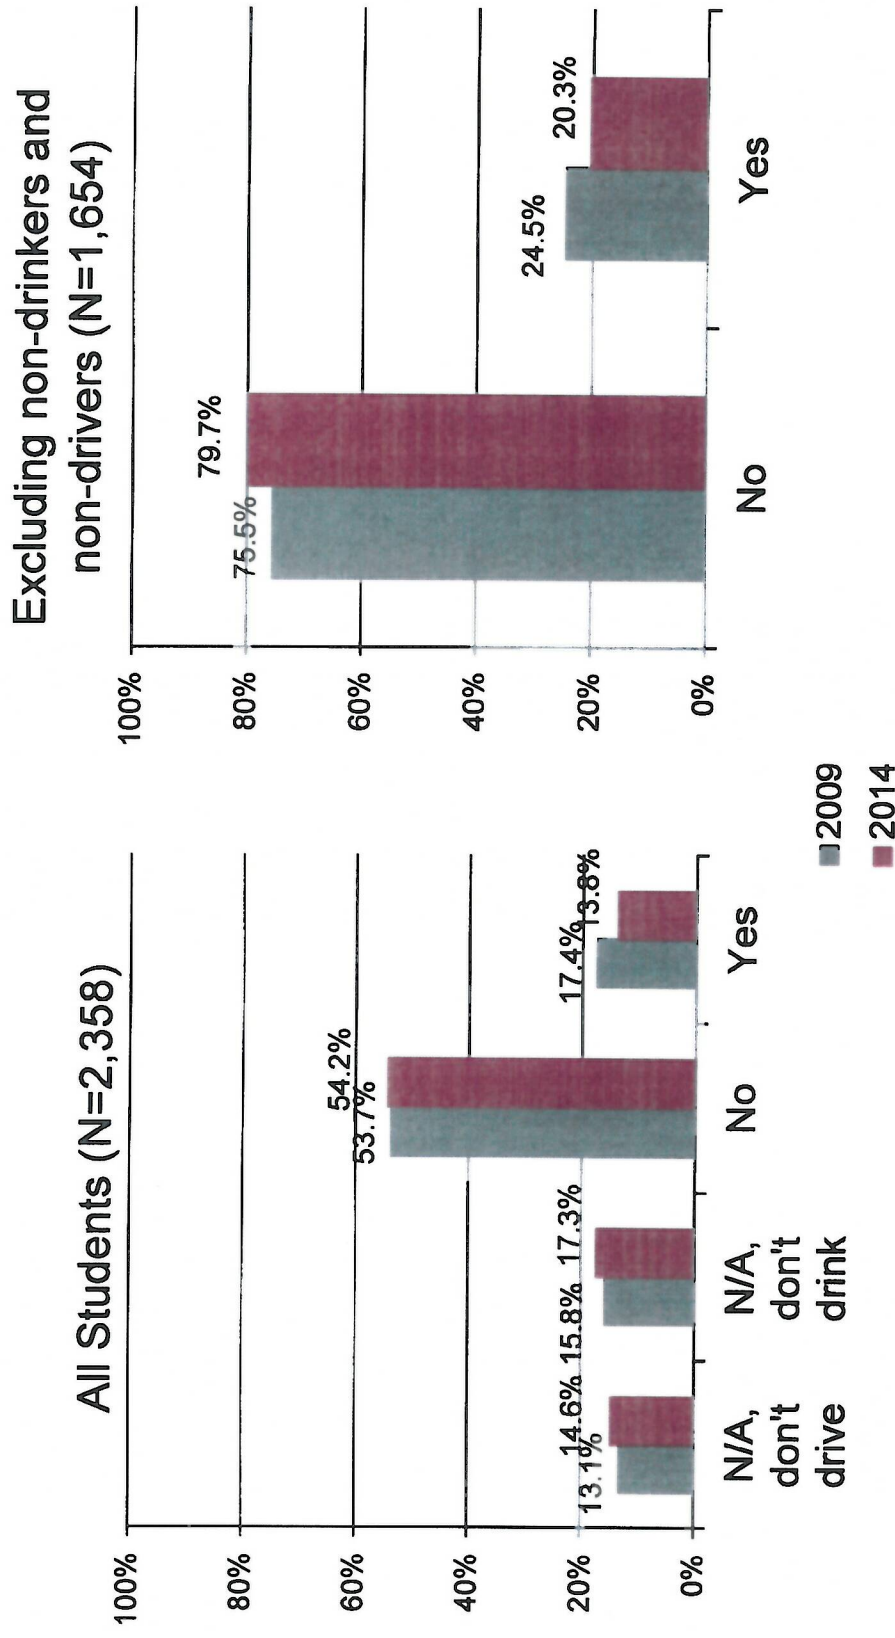 All Students (N=2,358)
100%
80%
60%
40%
20%
0%
13.1%
14.6%
15.8%
17.3%
53.7%
54.2%
17.4%
13.8%
N/A,
don't
drive
N/A,
don't
drink
No
Yes
2009
2014
Excluding non-drinkers and
non-drivers (N=1,654)
100%
80%
60%
40%
20%
0%
75.5%
79.7%
24.5%
20.3%
No
Yes